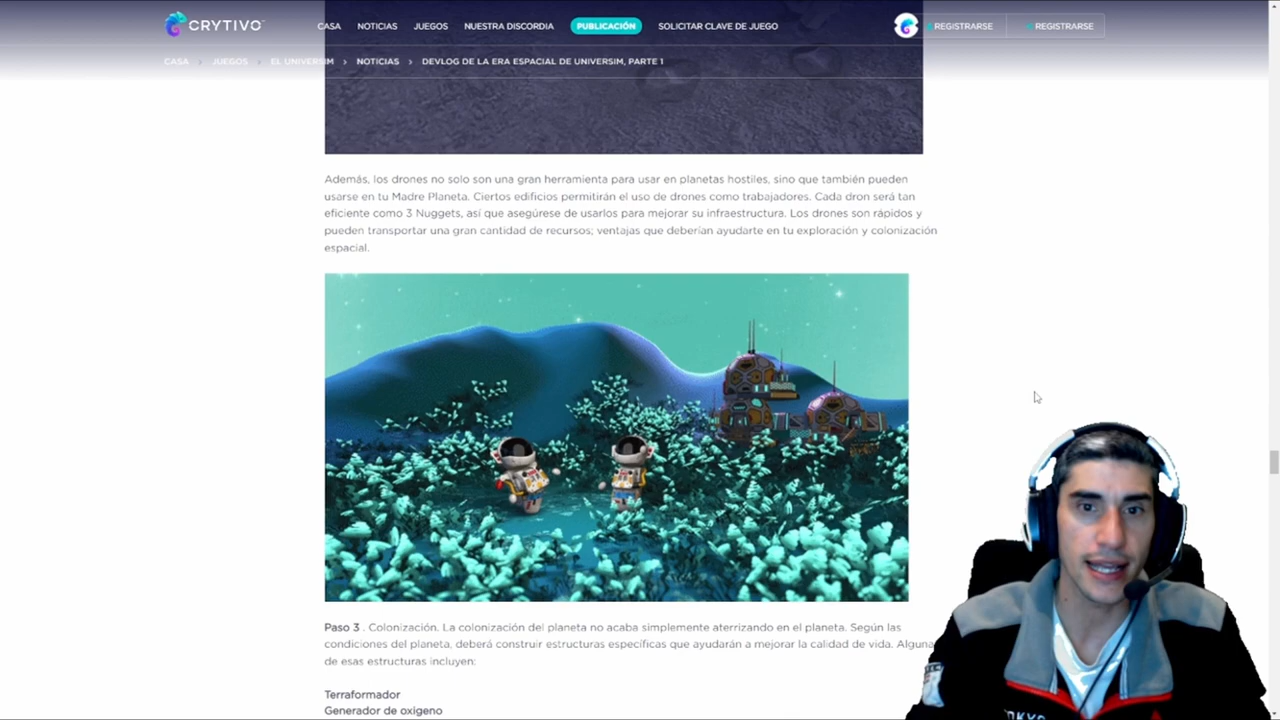 CRYTIVO
CASA NOTICIAS JUEGOS NUESTRA DISCORDIA PUBLICACIÓN SOLICITAR CLAVE DE JUEGO REGISTRARSE REGISTRARSE
CASA > JUEGOS > EL UNIVERSIM > NOTICIAS > DEVLOG DE LA ERA ESPACIAL DE UNIVERSIM, PARTE 1
Además, los drones no solo son una gran herramienta para usar en planetas hostiles, sino que también pueden
usarse en tu Madre Planeta. Ciertos edificios permitirán el uso de drones como trabajadores. Cada dron será tan
eficiente como 3 Nuggets, así que asegúrese de usarlos para mejorar su infraestructura. Los drones son rápidos y
pueden transportar una gran cantidad de recursos; ventajas que deberían ayudarte en tu exploración y colonización
espacial.
Paso 3 . Colonización. La colonización del planeta no acaba simplemente aterrizando en el planeta. Según las
condiciones del planeta, deberá construir estructuras específicas que ayudarán a mejorar la calidad de vida. Alguna
de esas estructuras incluyen:
Terraformador
Generador de oxigeno